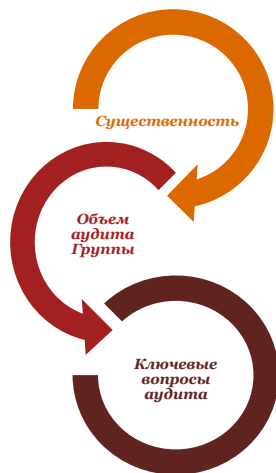 Существенность
Объем
аудита
Группы
Ключевые
вопросы
аудита